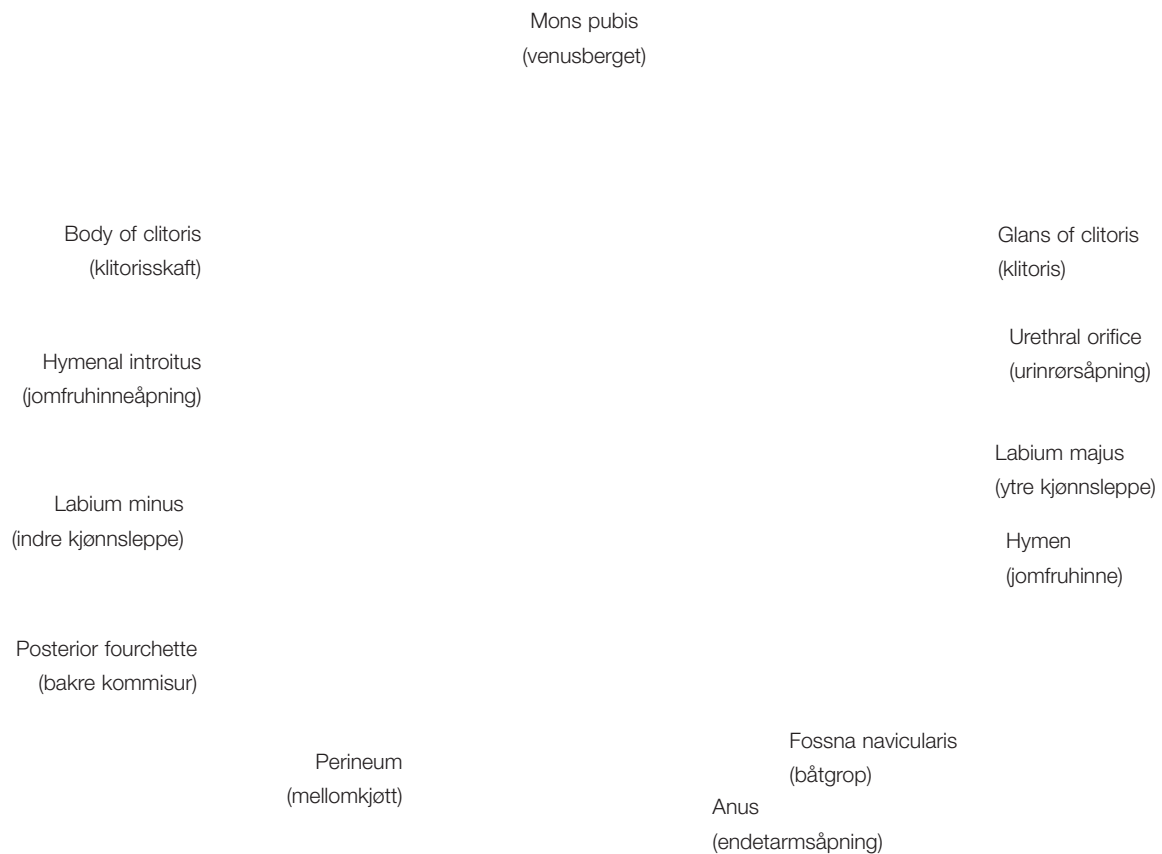 Mons pubis
(venusberget)
Body of clitoris
(klitorisskaft)
Glans of clitoris
(klitoris)
Hymenal introitus
(jomfruhinneåpning)
Urethral orifice
(urinrørsåpning)
Labium majus
(ytre kjønnsleppe)
Labium minus
(indre kjønnsleppe)
Hymen
(jomfruhinne)
Posterior fourchette
(bakre kommisur)
Fossna navicularis
(båtgrop)
Perineum
(mellomkjøtt)
Anus
(endetarmsåpning)